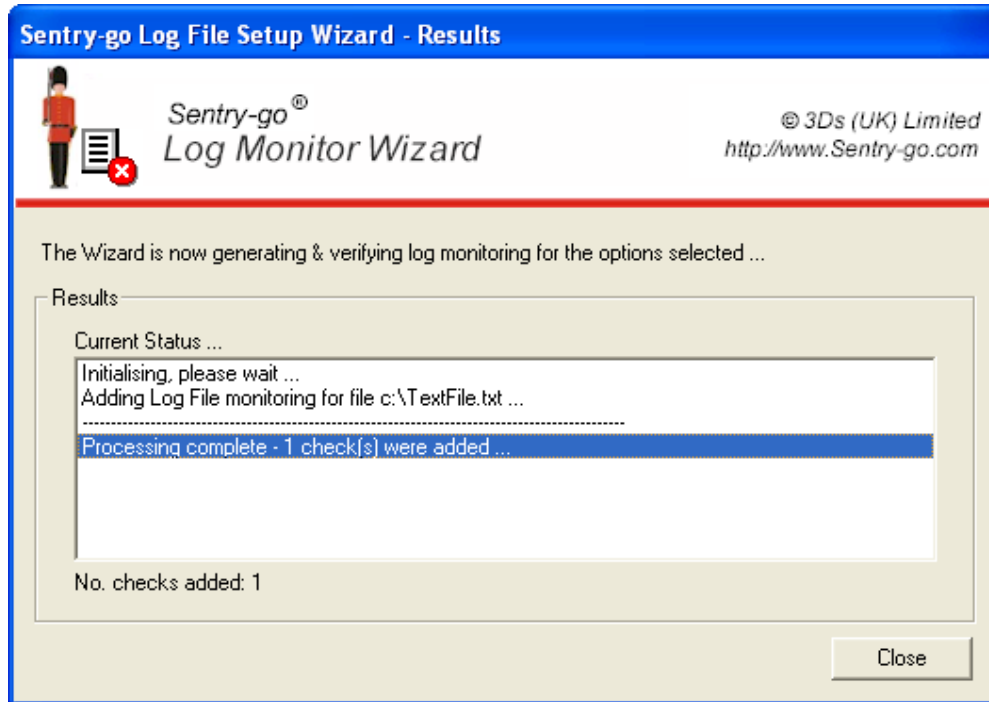 Sentry-go Log File Setup Wizard - Results
Sentry-go®
Log Monitor Wizard
© 3Ds (UK) Limited
http://www.Sentry-go.com
The Wizard is now generating & verifying log monitoring for the options selected ...
Results
Current Status ...
Initialising, please wait ...
Adding Log File monitoring for file c:\TextFile.txt ...
--------------------------------------------------------------------------------------------------
Processing complete - 1 check(s) were added ...
No. checks added: 1
Close